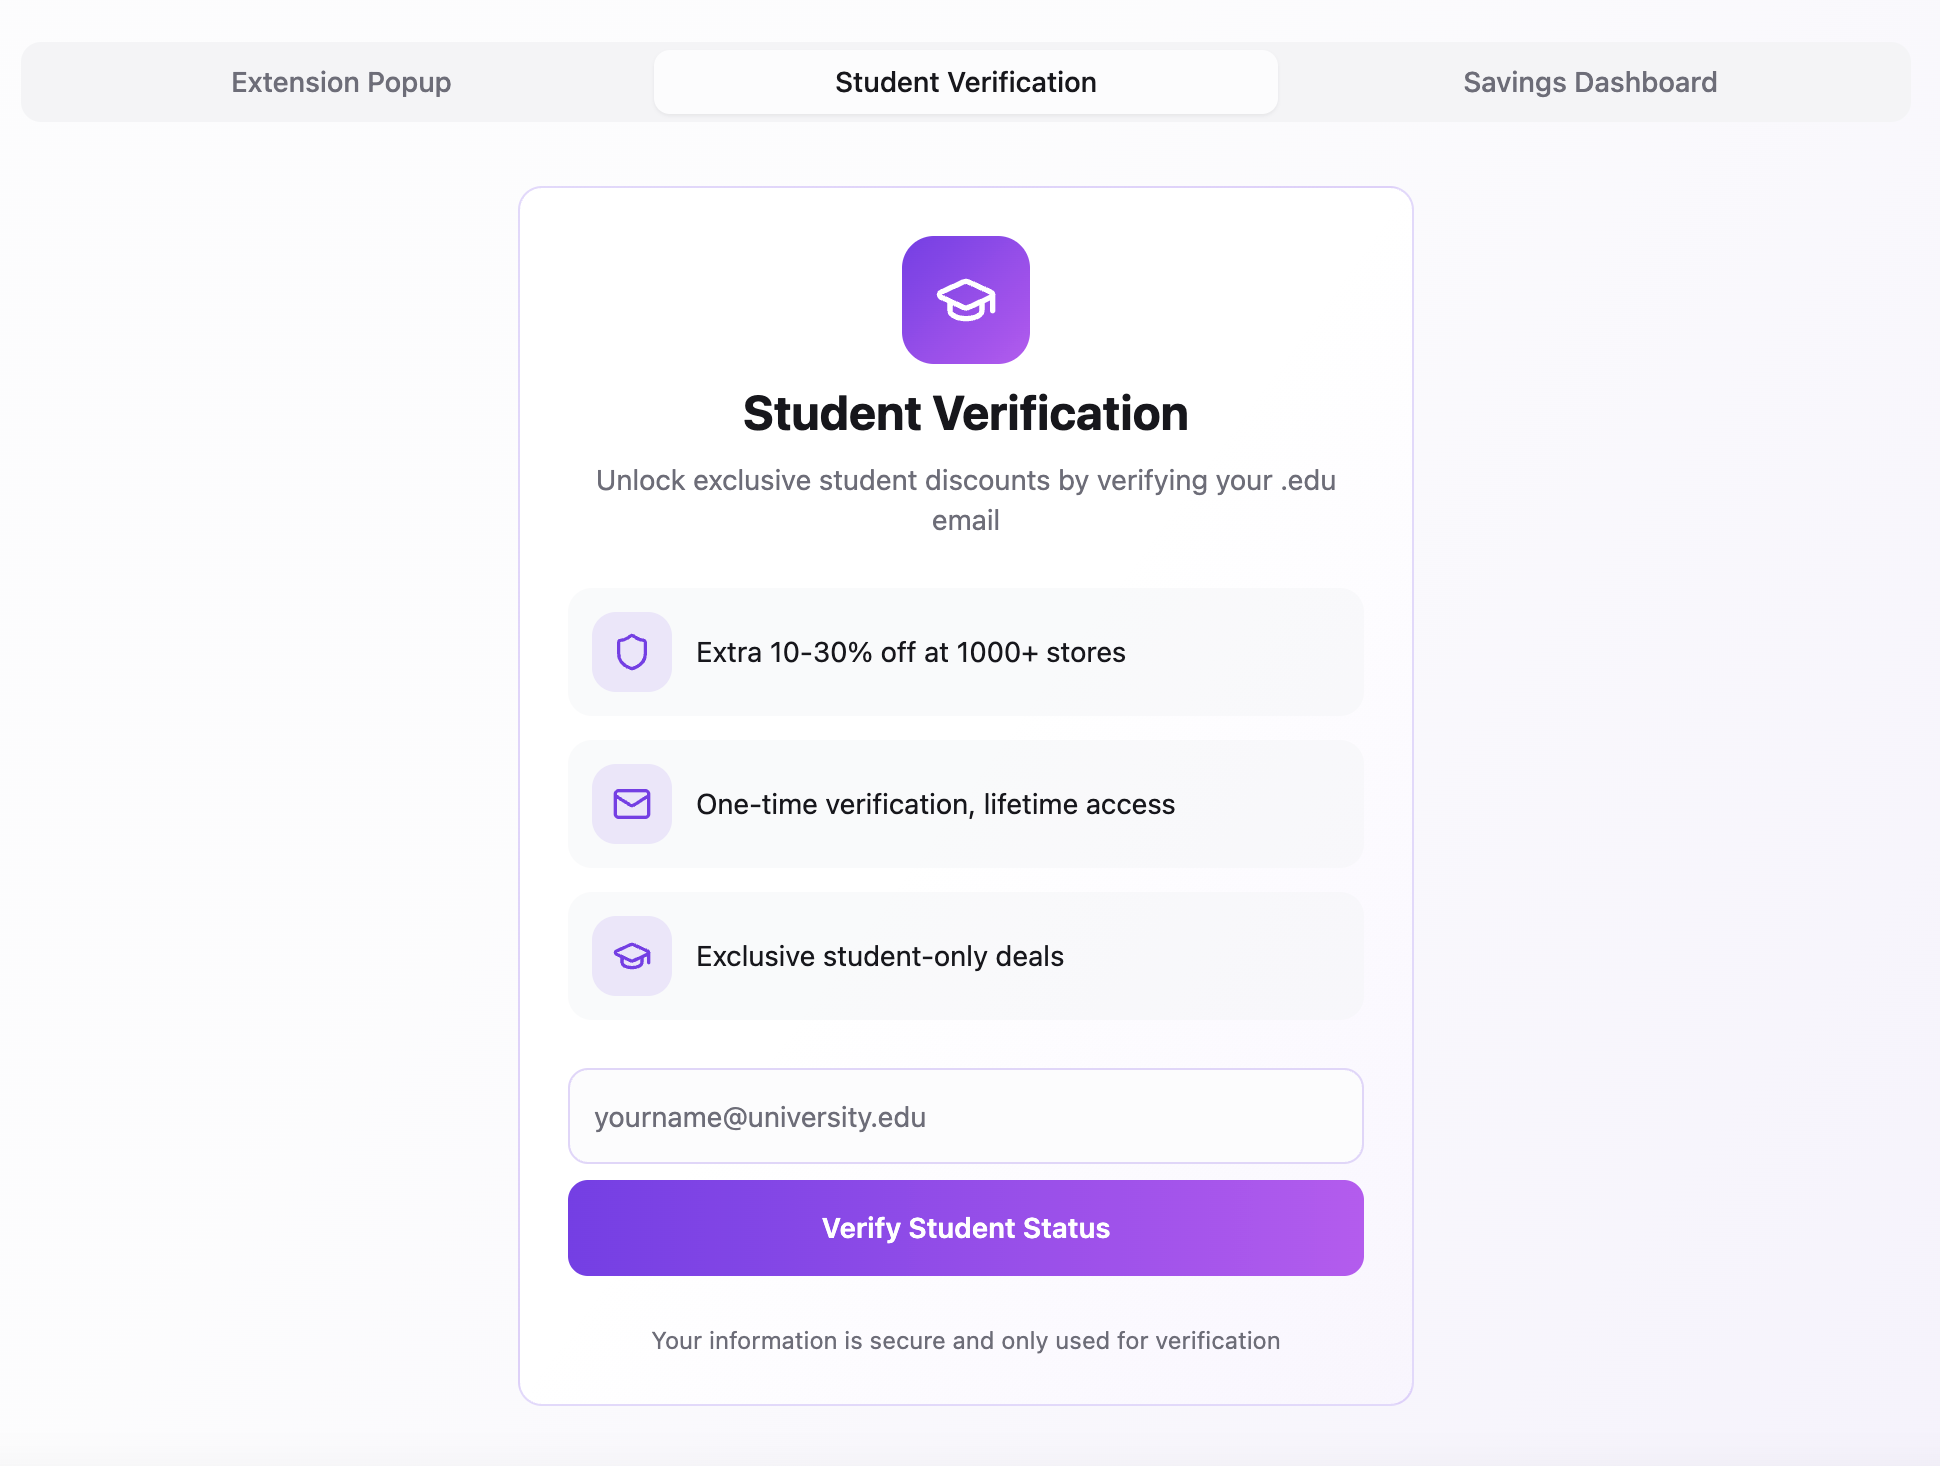 Extension Popup
Student Verification
Savings Dashboard
Student Verification
Unlock exclusive student discounts by verifying your .edu
email
Extra 10-30% off at 1000+ stores
One-time verification, lifetime access
Exclusive student-only deals
yourname@university.edu
Verify Student Status
Your information is secure and only used for verification